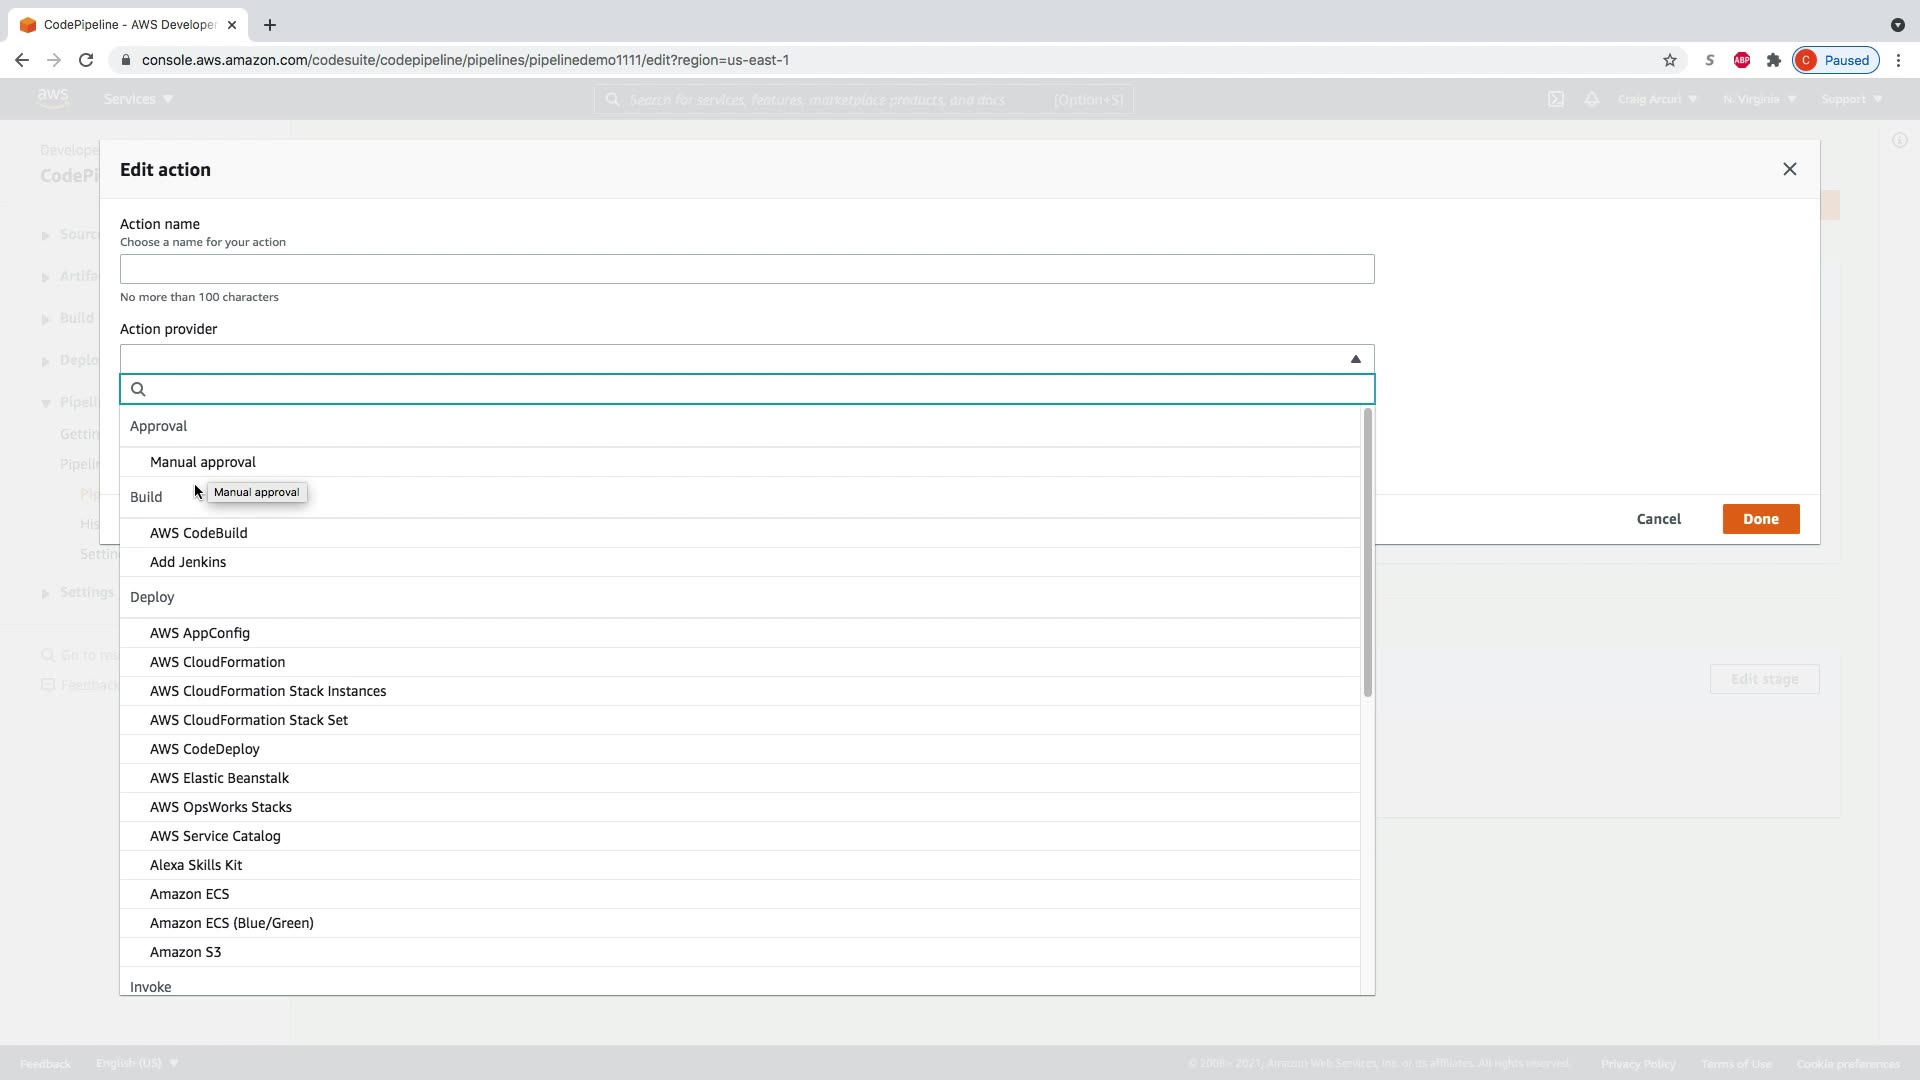 CodePipeline - AWS Developer
console.aws.amazon.com/codesuite/codepipeline/pipelines/pipelinedemo1111/edit?region=us-east-1
ABP
C Paused
aws
Services
Search for services, features, marketplace products, and docs [Option+S]
Craig Arcuri
N. Virginia
Support
Develope
CodePi
Edit action
Action name
Choose a name for your action
No more than 100 characters
Action provider
Approval
Manual approval
Manual approval
Build
AWS CodeBuild
Add Jenkins
Deploy
AWS AppConfig
AWS CloudFormation
AWS CloudFormation Stack Instances
AWS CloudFormation Stack Set
AWS CodeDeploy
AWS Elastic Beanstalk
AWS OpsWorks Stacks
AWS Service Catalog
Alexa Skills Kit
Amazon ECS
Amazon ECS (Blue/Green)
Amazon S3
Invoke
Cancel
Done
Sourc
Artifa
Build
Deplo
Pipeli
Gettin
Pipelin
Pip
His
Settin
Settings
Go to res
Feedback
Edit stage
Feedback
English (US)
© 2008 - 2021, Amazon Web Services, Inc. or its affiliates. All rights reserved.
Privacy Policy
Terms of Use
Cookie preferences